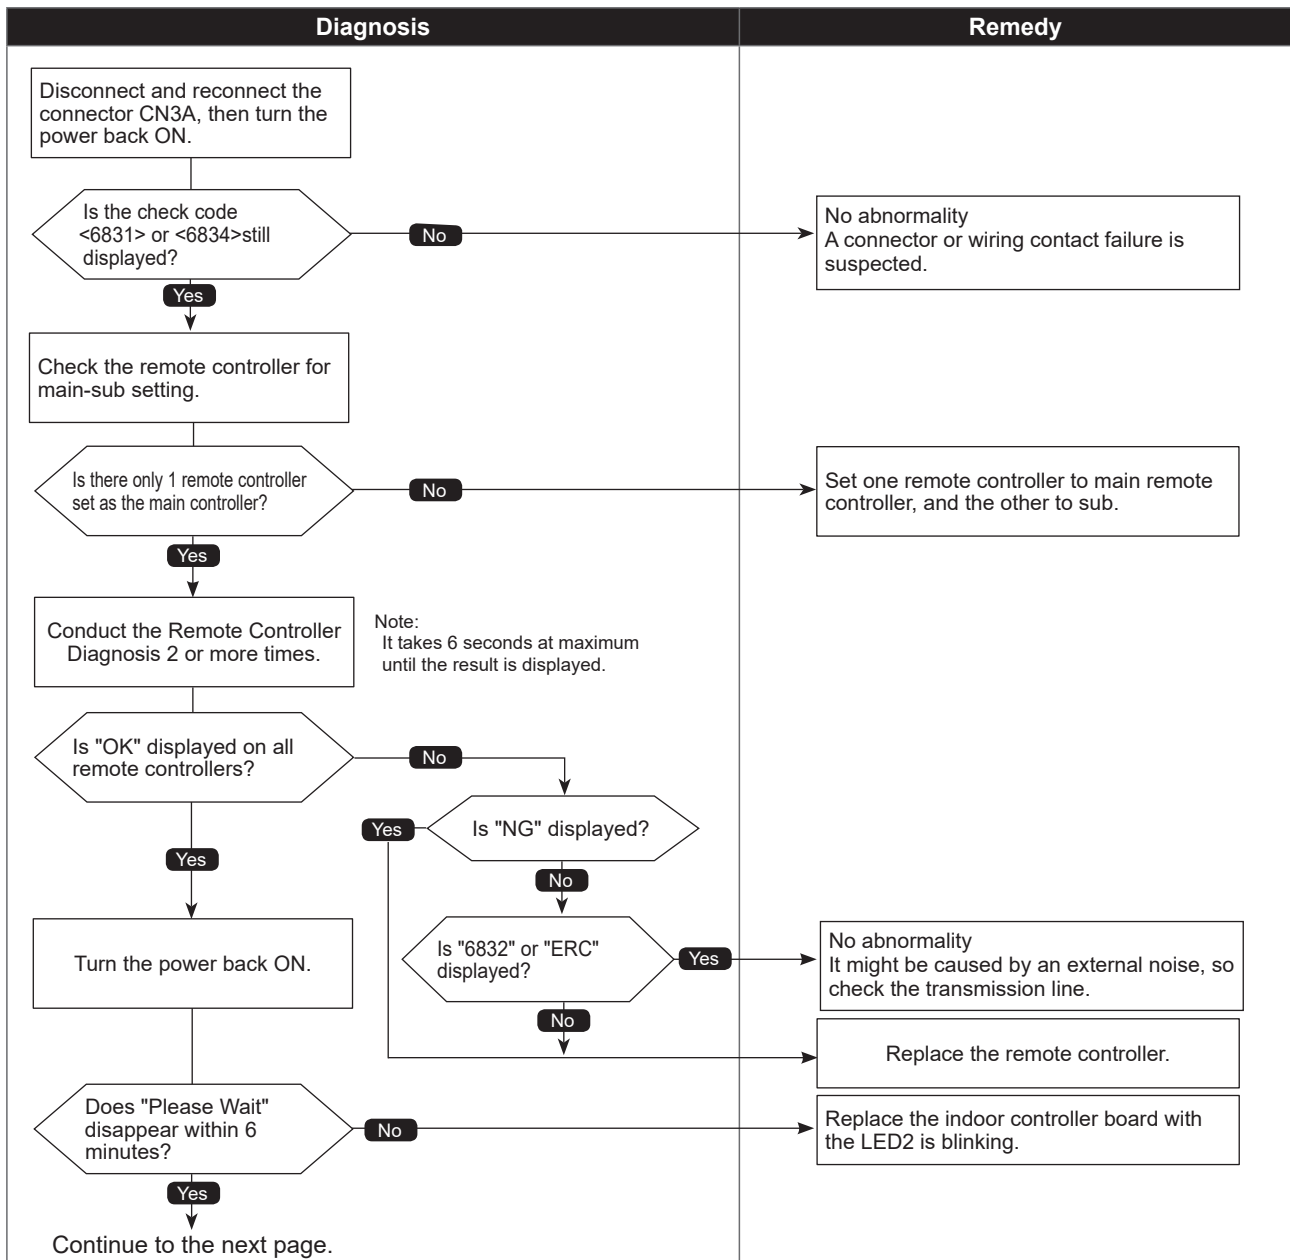 Diagnosis
Remedy
Disconnect and reconnect the
connector CN3A, then turn the
power back ON.
Is the check code
<6831> or <6834>still
displayed?
No
No abnormality
A connector or wiring contact failure is
suspected.
Yes
Check the remote controller for
main-sub setting.
Is there only 1 remote controller
set as the main controller?
No
Set one remote controller to main remote
controller, and the other to sub.
Yes
Conduct the Remote Controller
Diagnosis 2 or more times.
Note:
It takes 6 seconds at maximum
until the result is displayed.
Is "OK" displayed on all
remote controllers?
No
Is "NG" displayed?
Yes
Yes
No
Turn the power back ON.
Is "6832" or "ERC"
displayed?
Yes
No abnormality
It might be caused by an external noise, so
check the transmission line.
No
Replace the remote controller.
Does "Please Wait"
disappear within 6
minutes?
No
Replace the indoor controller board with
the LED2 is blinking.
Yes
Continue to the next page.